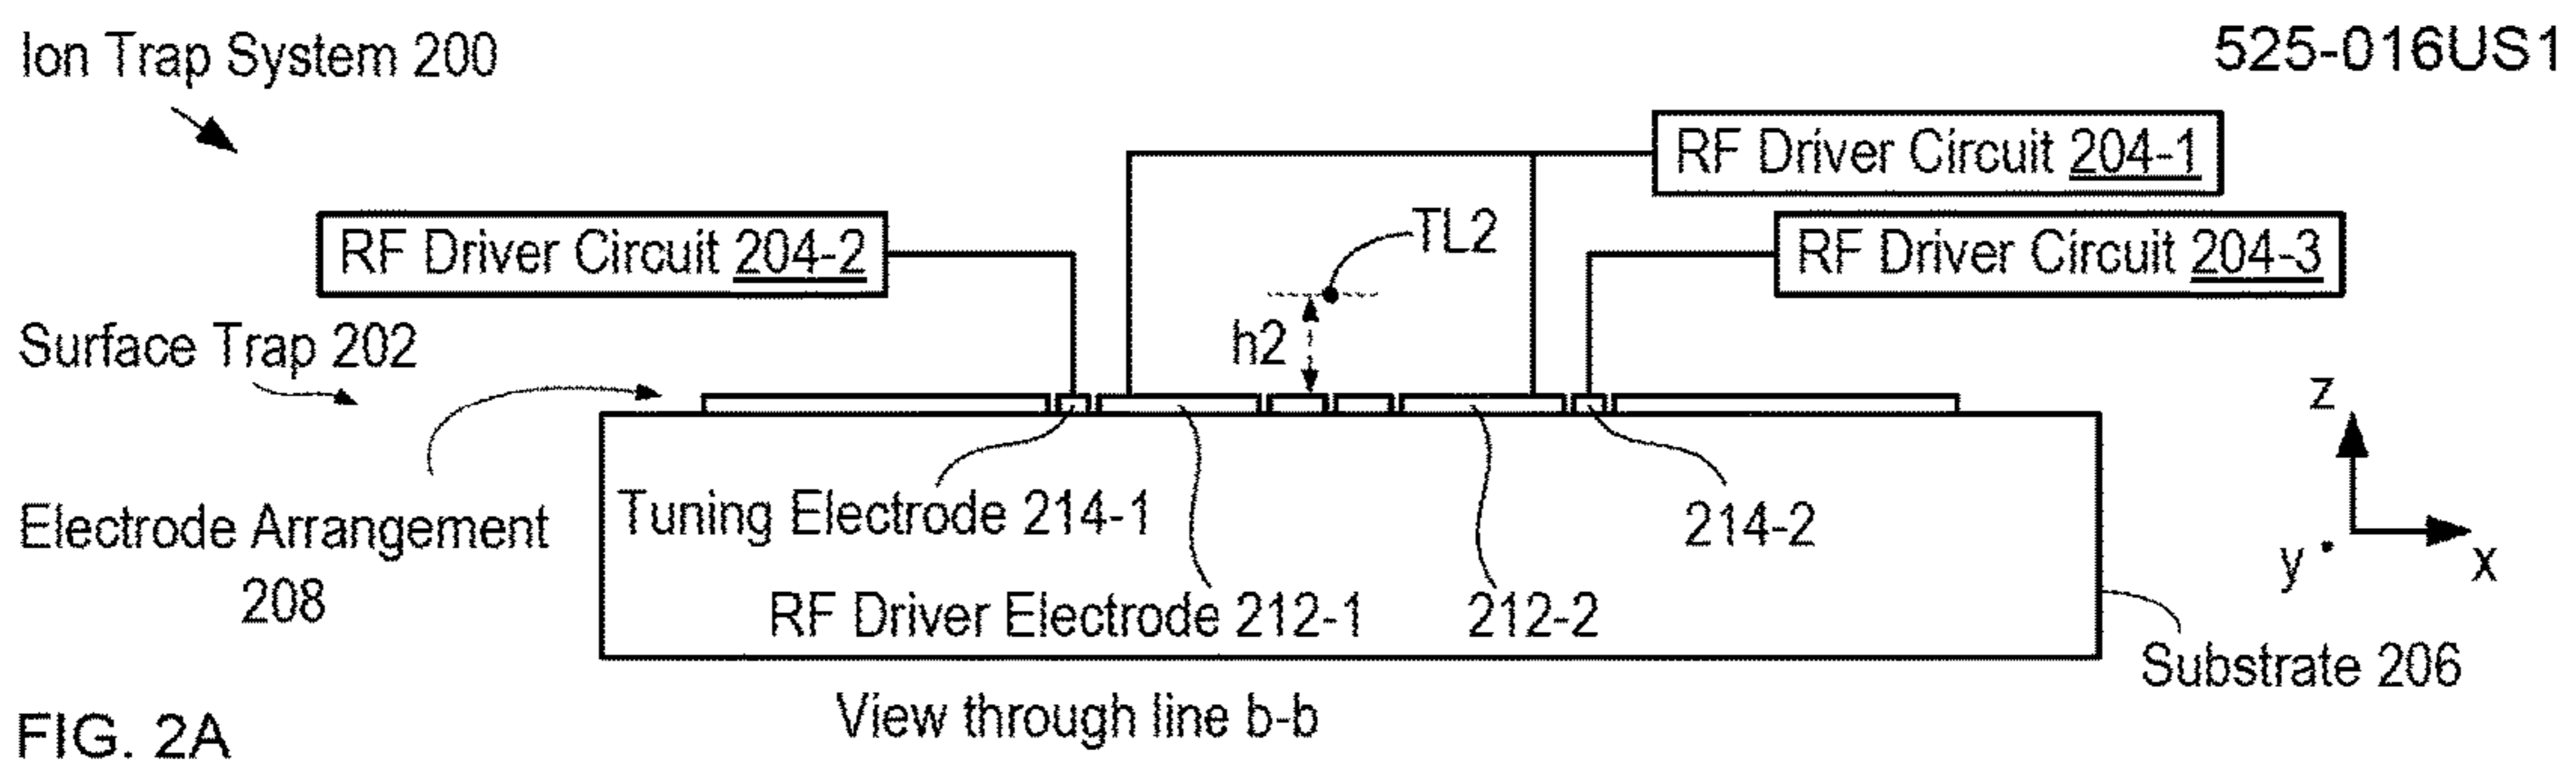 Ion Trap System 200
525-016US1
RF Driver Circuit 204-1
RF Driver Circuit 204-2
TL2
RF Driver Circuit 204-3
h2
Surface Trap 202
z
Tuning Electrode 214-1
214-2
Electrode Arrangement
208
y
x
RF Driver Electrode 212-1
212-2
Substrate 206
View through line b-b
FIG. 2A